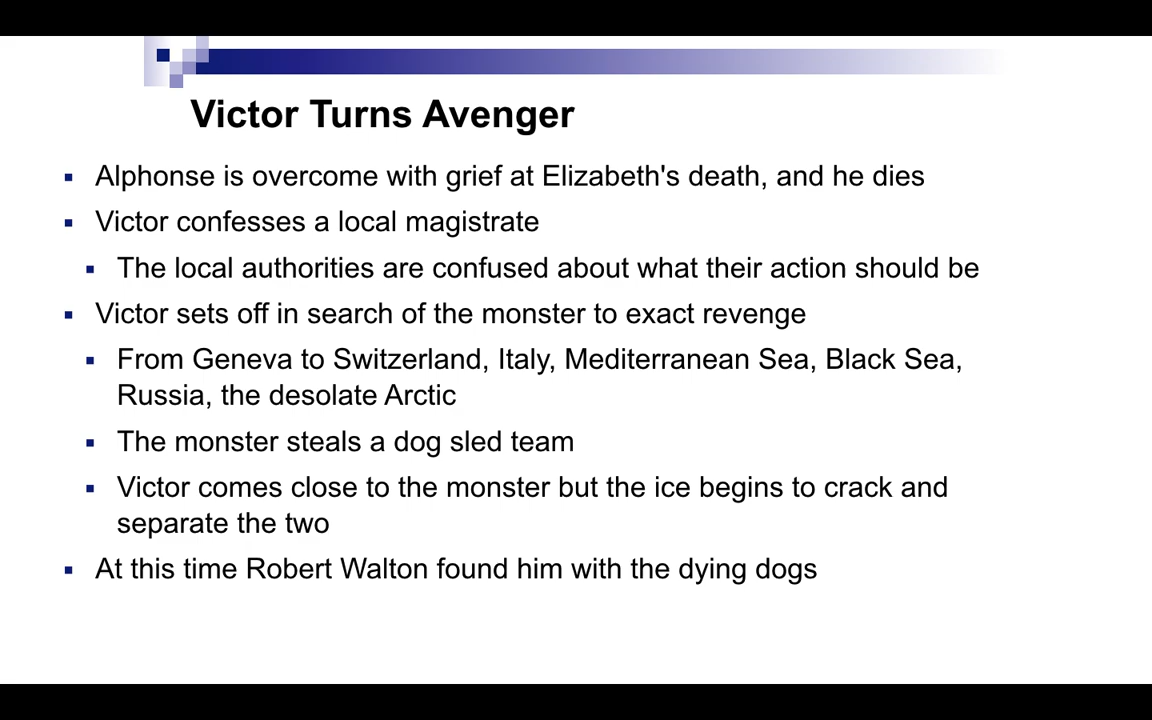 Victor Turns Avenger
Alphonse is overcome with grief at Elizabeth's death, and he dies
Victor confesses a local magistrate
The local authorities are confused about what their action should be
Victor sets off in search of the monster to exact revenge
From Geneva to Switzerland, Italy, Mediterranean Sea, Black Sea,
Russia, the desolate Arctic
The monster steals a dog sled team
Victor comes close to the monster but the ice begins to crack and
separate the two
At this time Robert Walton found him with the dying dogs